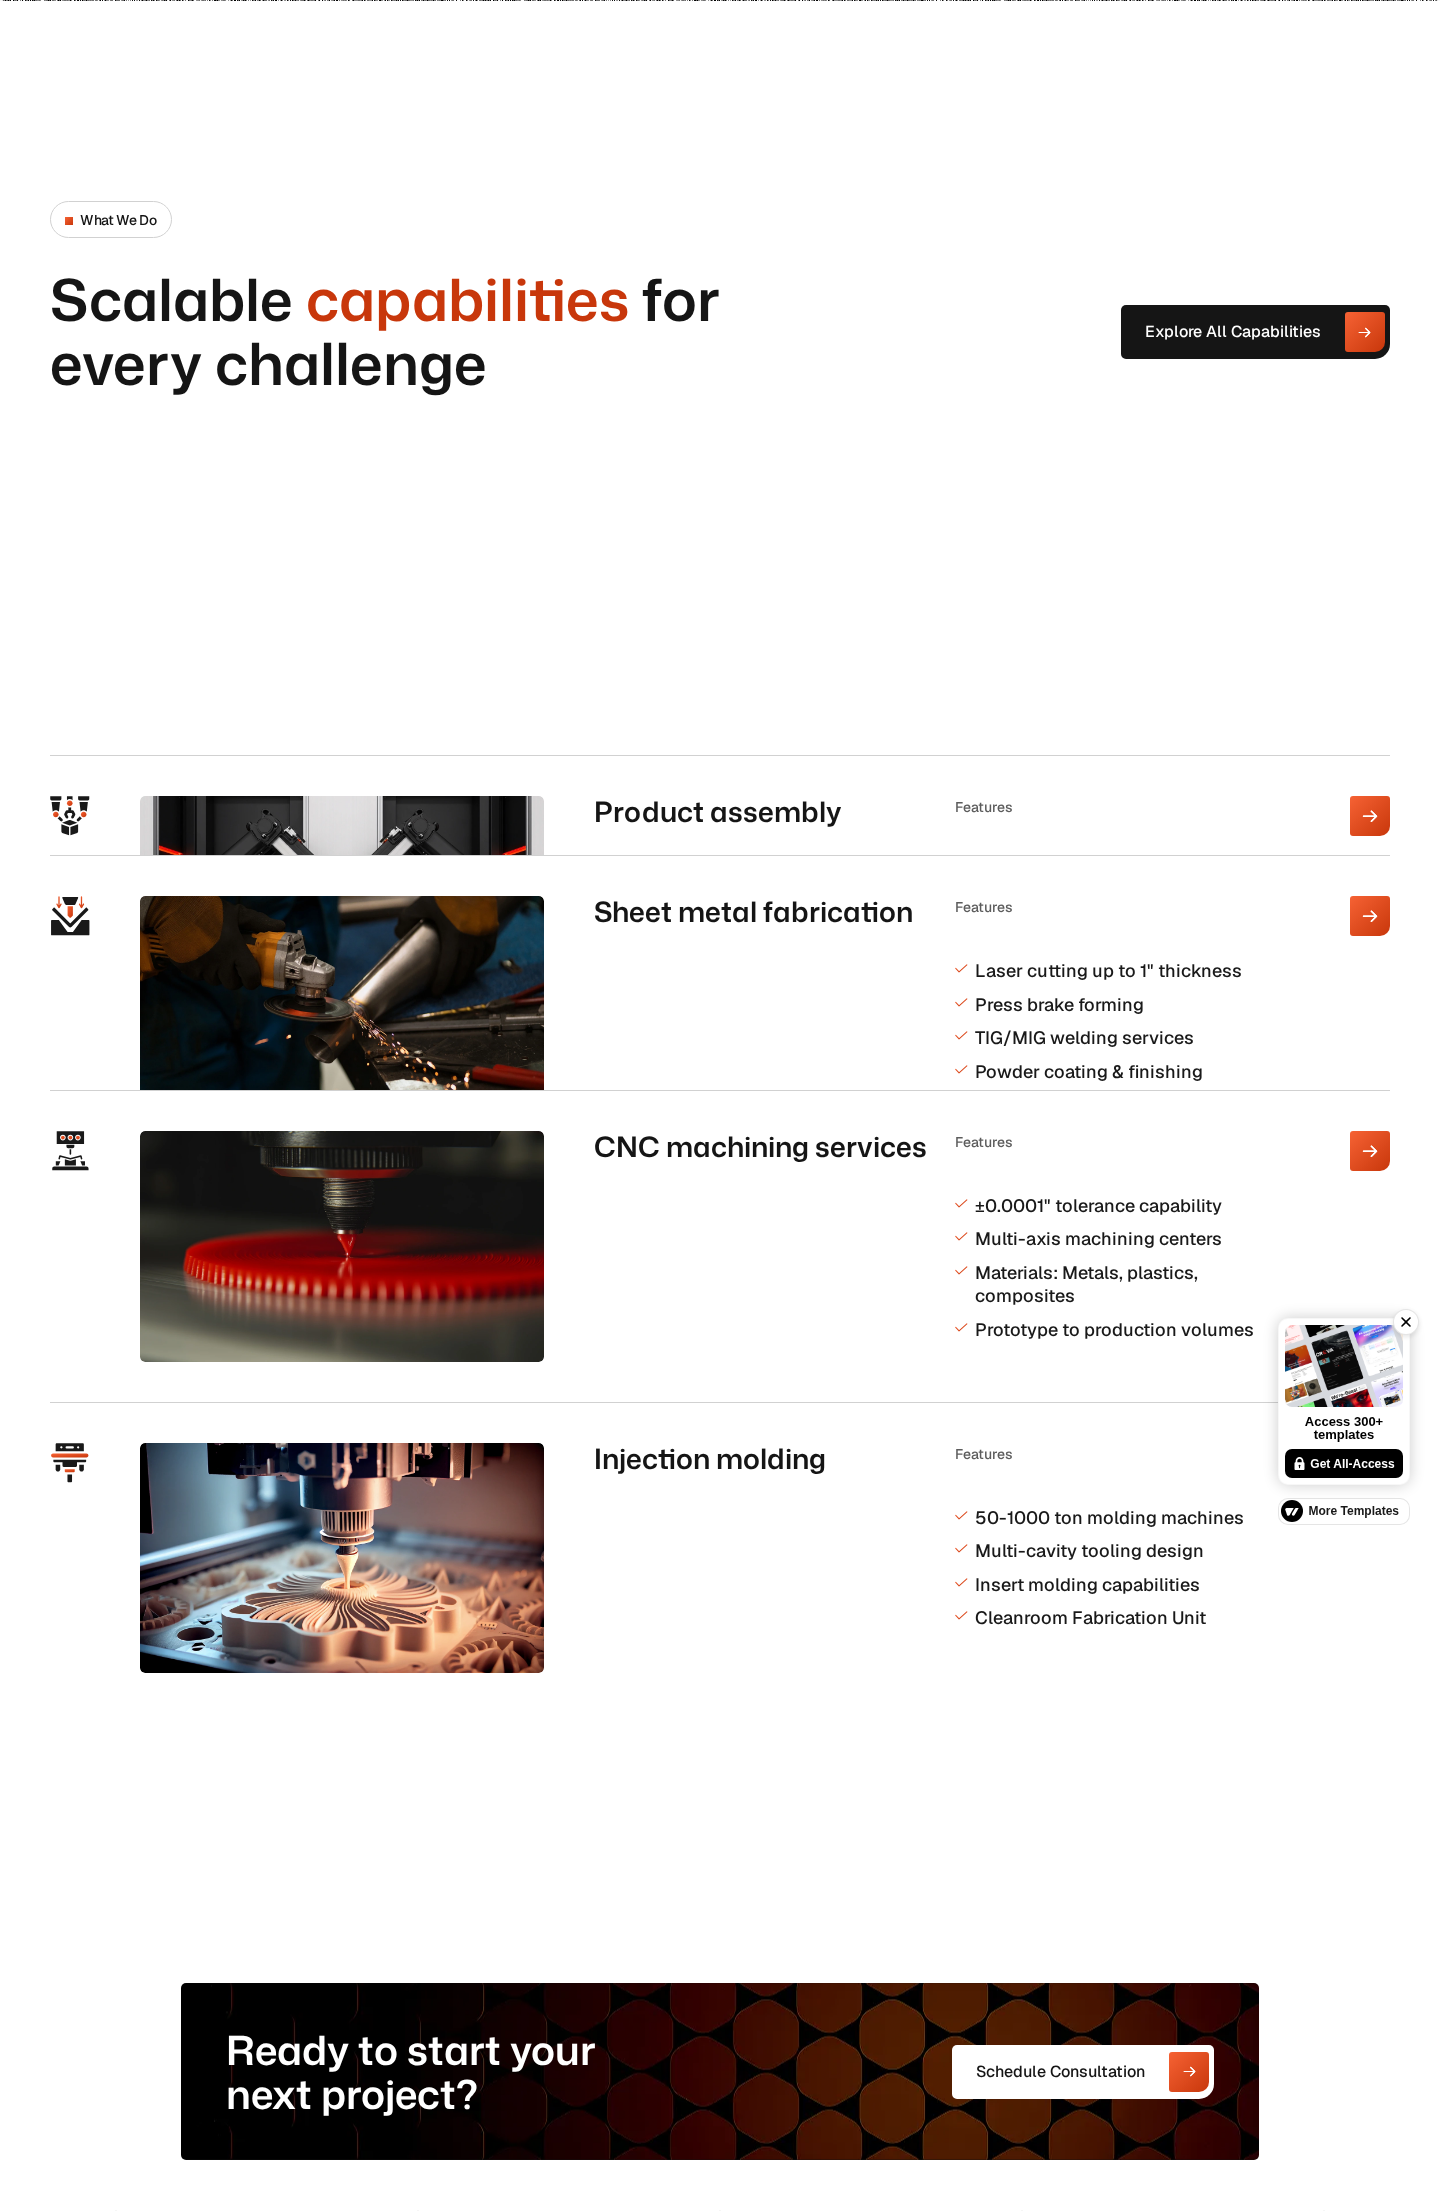 What We Do
Scalable capabilities for
every challenge
Explore All Capabilities
Product assembly
Features
Sheet metal fabrication
Features
Laser cutting up to 1" thickness
Press brake forming
TIG/MIG welding services
Powder coating & finishing
CNC machining services
Features
±0.0001" tolerance capability
Multi-axis machining centers
Materials: Metals, plastics,
composites
Prototype to production volumes
Injection molding
Features
50-1000 ton molding machines
Multi-cavity tooling design
Insert molding capabilities
Cleanroom Fabrication Unit
Access 300+
templates
Get All-Access
More Templates
Ready to start your
next project?
Schedule Consultation